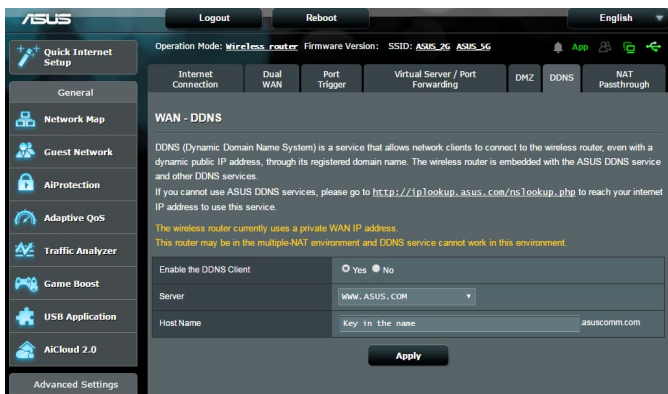 ASUS
Logout
Reboot
English
Quick Internet
Setup
General
Network Map
Guest Network
AiProtection
Adaptive QoS
Traffic Analyzer
Game Boost
USB Application
AiCloud 2.0
Advanced Settings
Operation Mode: Wireless router Firmware Version: SSID: ASUS_2G ASUS_5G
App
Internet
Connection
Dual
WAN
Port
Trigger
Virtual Server / Port
Forwarding
DMZ
DDNS
NAT
Passthrough
WAN - DDNS
DDNS (Dynamic Domain Name System) is a service that allows network clients to connect to the wireless router, even with a
dynamic public IP address, through its registered domain name. The wireless router is embedded with the ASUS DDNS service
and other DDNS services.
If you cannot use ASUS DDNS services, please go to http://iplookup.asus.com/nslookup.php to reach your internet
IP address to use this service.
The wireless router currently uses a private WAN IP
address.
This router may be in the multiple-NAT environment and DDNS service cannot work in this environment.
Enable the DDNS Client
Yes No
Server
WWW.ASUS.COM
Host Name
Key in the name .asuscomm.com
Apply